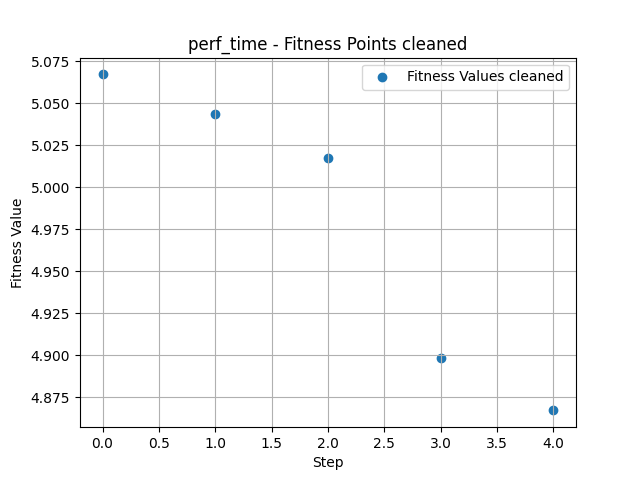 perf_time - Fitness Points cleaned
Fitness Values cleaned
5.075
5.050
5.025
5.000
4.975
4.950
4.925
4.900
4.875
Fitness Value
0.0 0.5 1.0 1.5 2.0 2.5 3.0 3.5 4.0
Step